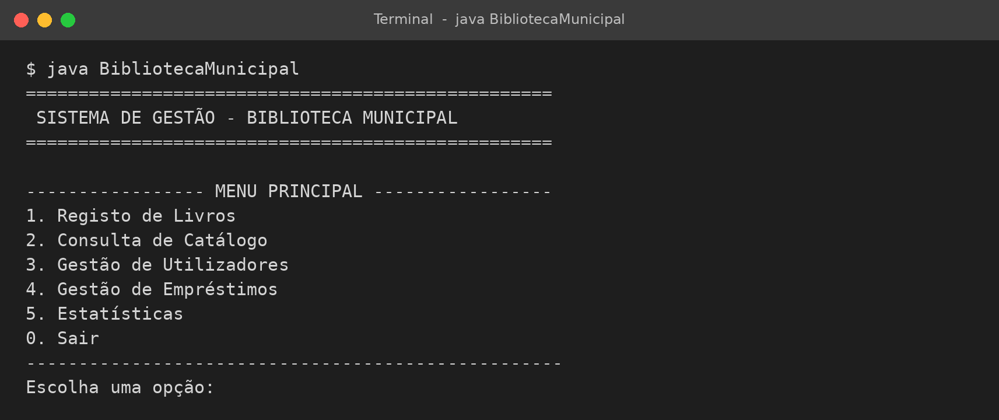 Terminal - java BibliotecaMunicipal
$ java BibliotecaMunicipal
==================================================
 SISTEMA DE GESTÃO - BIBLIOTECA MUNICIPAL
==================================================
----------------- MENU PRINCIPAL -----------------
1. Registo de Livros
2. Consulta de Catálogo
3. Gestão de Utilizadores
4. Gestão de Empréstimos
5. Estatísticas
0. Sair
---------------------------------------------------
Escolha uma opção: